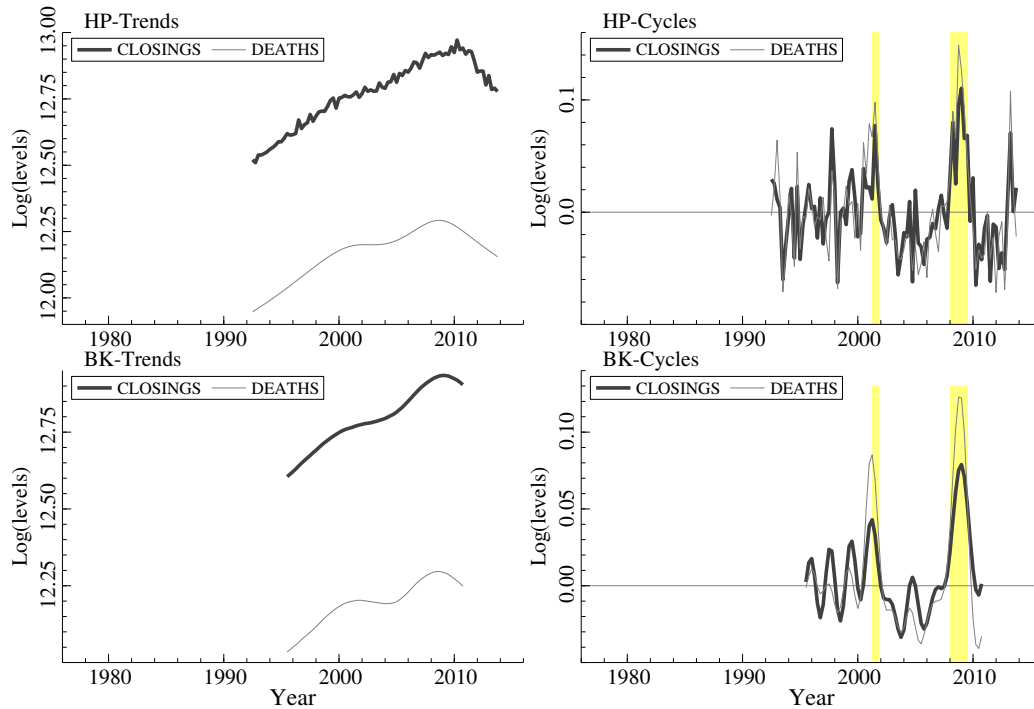 HP-Trends
CLOSINGS DEATHS
Log(levels)
13.00
12.75
12.50
12.25
12.00
1980 1990 2000 2010
HP-Cycles
CLOSINGS DEATHS
Log(levels)
0.1
0.0
1980 1990 2000 2010
BK-Trends
CLOSINGS DEATHS
Log(levels)
12.75
12.50
12.25
1980 1990 2000 2010
Year
BK-Cycles
CLOSINGS DEATHS
Log(levels)
0.10
0.05
0.00
1980 1990 2000 2010
Year